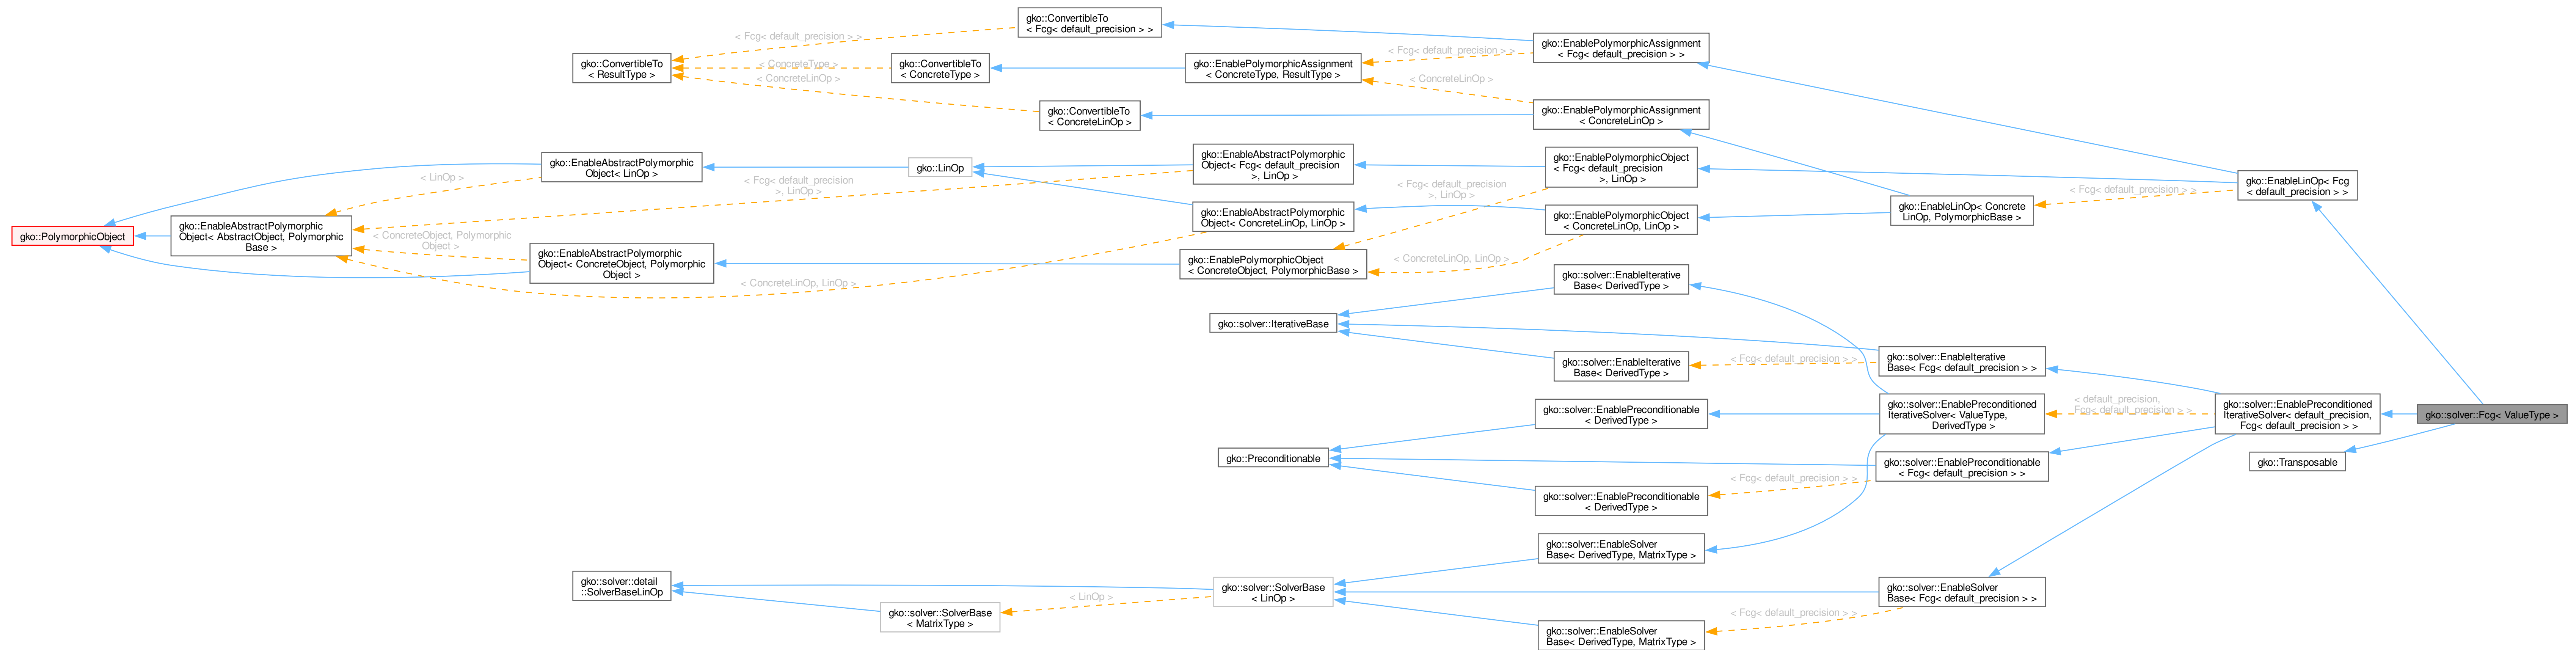 gko::ConvertibleTo
< Fcg< default_precision > >
< Fcg< default_precision > >
gko::EnablePolymorphicAssignment
< Fcg< default_precision > >
< Fcg< default_precision > >
gko::ConvertibleTo
< ResultType >
< ConcreteType >
gko::ConvertibleTo
< ConcreteType >
gko::EnablePolymorphicAssignment
< ConcreteType, ResultType >
< ConcreteLinOp >
< ConcreteLinOp >
gko::ConvertibleTo
< ConcreteLinOp >
gko::EnablePolymorphicAssignment
< ConcreteLinOp >
gko::EnableAbstractPolymorphic
Object< LinOp >
gko::LinOp
gko::EnableAbstractPolymorphic
Object< Fcg< default_precision
>, LinOp >
gko::EnablePolymorphicObject
< Fcg< default_precision
>, LinOp >
< LinOp >
< Fcg< default_precision
>, LinOp >
< Fcg< default_precision
>, LinOp >
gko::EnableLinOp< Fcg
< default_precision > >
< Fcg< default_precision > >
gko::EnableLinOp< Concrete
LinOp, PolymorphicBase >
gko::EnableAbstractPolymorphic
Object< ConcreteLinOp, LinOp >
gko::EnablePolymorphicObject
< ConcreteLinOp, LinOp >
gko::PolymorphicObject
gko::EnableAbstractPolymorphic
Object< AbstractObject, Polymorphic
Base >
< ConcreteObject, Polymorphic
Object >
gko::EnableAbstractPolymorphic
Object< ConcreteObject, Polymorphic
Object >
gko::EnablePolymorphicObject
< ConcreteObject, PolymorphicBase >
< ConcreteLinOp, LinOp >
< ConcreteLinOp, LinOp >
gko::solver::EnableIterative
Base< DerivedType >
gko::solver::IterativeBase
gko::solver::EnableIterative
Base< DerivedType >
< Fcg< default_precision > >
gko::solver::EnableIterative
Base< Fcg< default_precision > >
gko::solver::EnablePreconditionable
< DerivedType >
gko::solver::EnablePreconditioned
IterativeSolver< ValueType,
DerivedType >
< default_precision,
Fcg< default_precision > >
gko::solver::EnablePreconditioned
IterativeSolver< default_precision,
Fcg< default_precision > >
gko::solver::Fcg< ValueType >
gko::Preconditionable
gko::solver::EnablePreconditionable
< Fcg< default_precision > >
gko::Transposable
< Fcg< default_precision > >
gko::solver::EnablePreconditionable
< DerivedType >
gko::solver::EnableSolver
Base< DerivedType, MatrixType >
gko::solver::detail
::SolverBaseLinOp
gko::solver::SolverBase
< LinOp >
gko::solver::EnableSolver
Base< Fcg< default_precision > >
< LinOp >
gko::solver::SolverBase
< MatrixType >
< Fcg< default_precision > >
gko::solver::EnableSolver
Base< DerivedType, MatrixType >